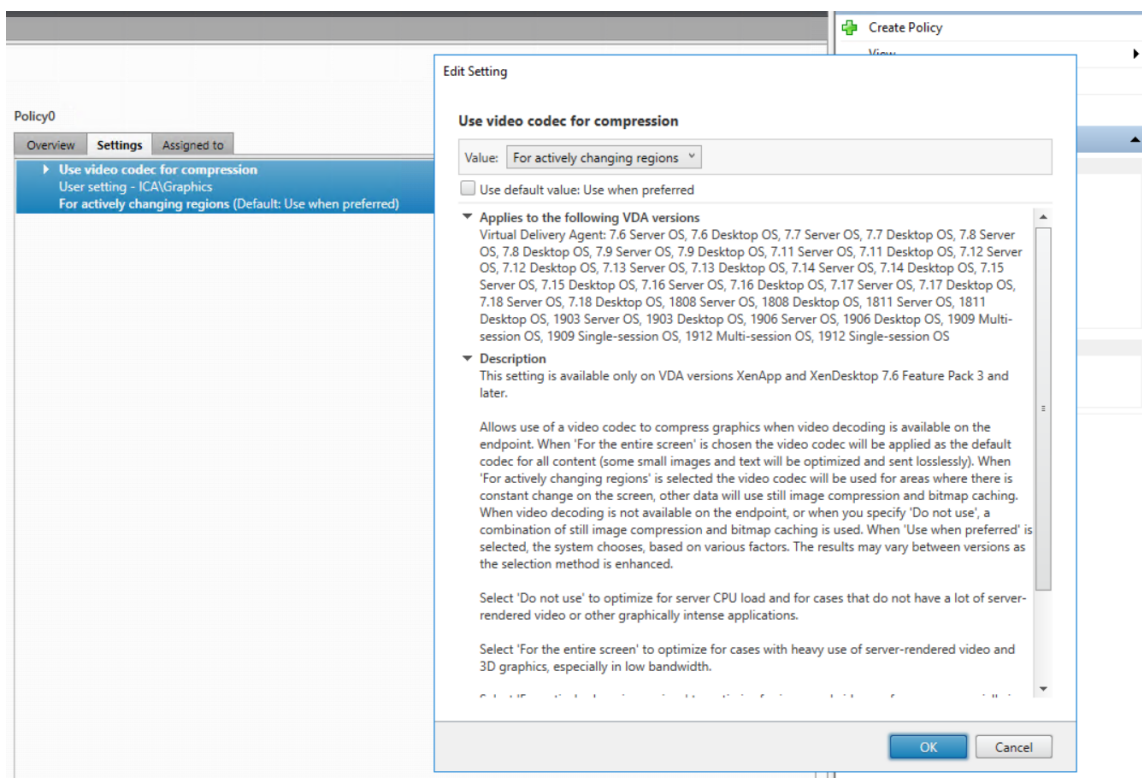 Create Policy
View
Edit Setting
Policy0
Overview Settings Assigned to
Use video codec for compression
User setting - ICA\Graphics
For actively changing regions (Default: Use when preferred)
Use video codec for compression
Value: For actively changing regions
Use default value: Use when preferred
Applies to the following VDA versions
Virtual Delivery Agent: 7.6 Server OS, 7.6 Desktop OS, 7.7 Server OS, 7.7 Desktop OS, 7.8 Server
OS, 7.8 Desktop OS, 7.9 Server OS, 7.9 Desktop OS, 7.11 Server OS, 7.11 Desktop OS, 7.12 Server
OS, 7.12 Desktop OS, 7.13 Server OS, 7.13 Desktop OS, 7.14 Server OS, 7.14 Desktop OS, 7.15
Server OS, 7.15 Desktop OS, 7.16 Server OS, 7.16 Desktop OS, 7.17 Server OS, 7.17 Desktop OS,
7.18 Server OS, 7.18 Desktop OS, 1808 Server OS, 1808 Desktop OS, 1811 Server OS, 1811
Desktop OS, 1903 Server OS, 1903 Desktop OS, 1906 Server OS, 1906 Desktop OS, 1909 Multi-
session OS, 1909 Single-session OS, 1912 Multi-session OS, 1912 Single-session OS
Description
This setting is available only on VDA versions XenApp and XenDesktop 7.6 Feature Pack 3 and
later.
Allows use of a video codec to compress graphics when video decoding is available on the
endpoint. When 'For the entire screen' is chosen the video codec will be applied as the default
codec for all content (some small images and text will be optimized and sent losslessly). When
'For actively changing regions' is selected the video codec will be used for areas where there is
constant change on the screen, other data will use still image compression and bitmap caching.
When video decoding is not available on the endpoint, or when you specify 'Do not use', a
combination of still image compression and bitmap caching is used. When 'Use when preferred' is
selected, the system chooses, based on various factors. The results may vary between versions as
the selection method is enhanced.
Select 'Do not use' to optimize for server CPU load and for cases that do not have a lot of server-
rendered video or other graphically intense applications.
Select 'For the entire screen' to optimize for cases with heavy use of server-rendered video and
3D graphics, especially in low bandwidth.
OK Cancel